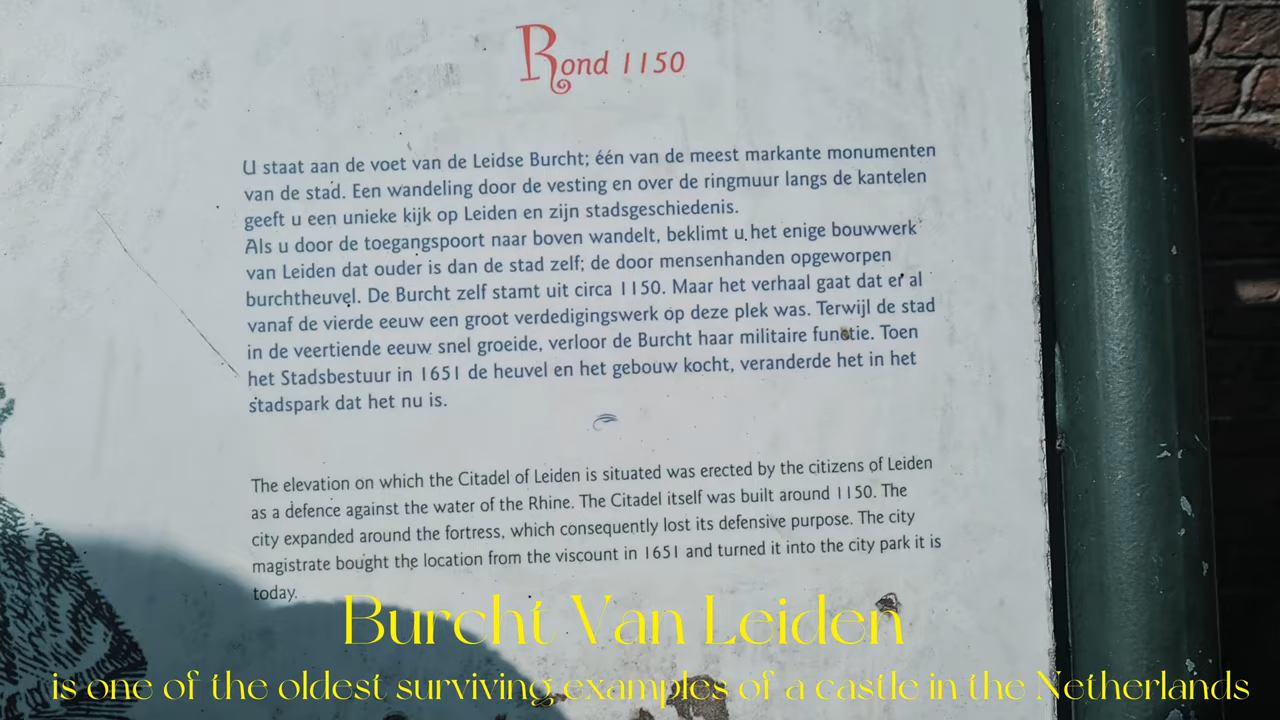 Rond 1150
U staat aan de voet van de Leidse Burcht; één van de meest markante monumenten
van de stad. Een wandeling door de vesting en over de ringmuur langs de kantelen
geeft u een unieke kijk op Leiden en zijn stadsgeschiedenis.
Als u door de toegangspoort naar boven wandelt, beklimt u het enige bouwwerk
van Leiden dat ouder is dan de stad zelf; de door mensenhanden opgeworpen
burchtheuvel. De Burcht zelf stamt uit circa 1150. Maar het verhaal gaat dat er al
vanaf de vierde eeuw een groot verdedigingswerk op deze plek was. Terwijl de stad
in de veertiende eeuw snel groeide, verloor de Burcht haar militaire functie. Toen
het Stadsbestuur in 1651 de heuvel en het gebouw kocht, veranderde het in het
stadspark dat het nu is.
The elevation on which the Citadel of Leiden is situated was erected by the citizens of Leiden
as a defence against the water of the Rhine. The Citadel itself was built around 1150. The
city expanded around the fortress, which consequently lost its defensive purpose. The city
magistrate bought the location from the viscount in 1651 and turned it into the city park it is
today.
Burcht Van Leiden
is one of the oldest surviving examples of a castle in the Netherlands